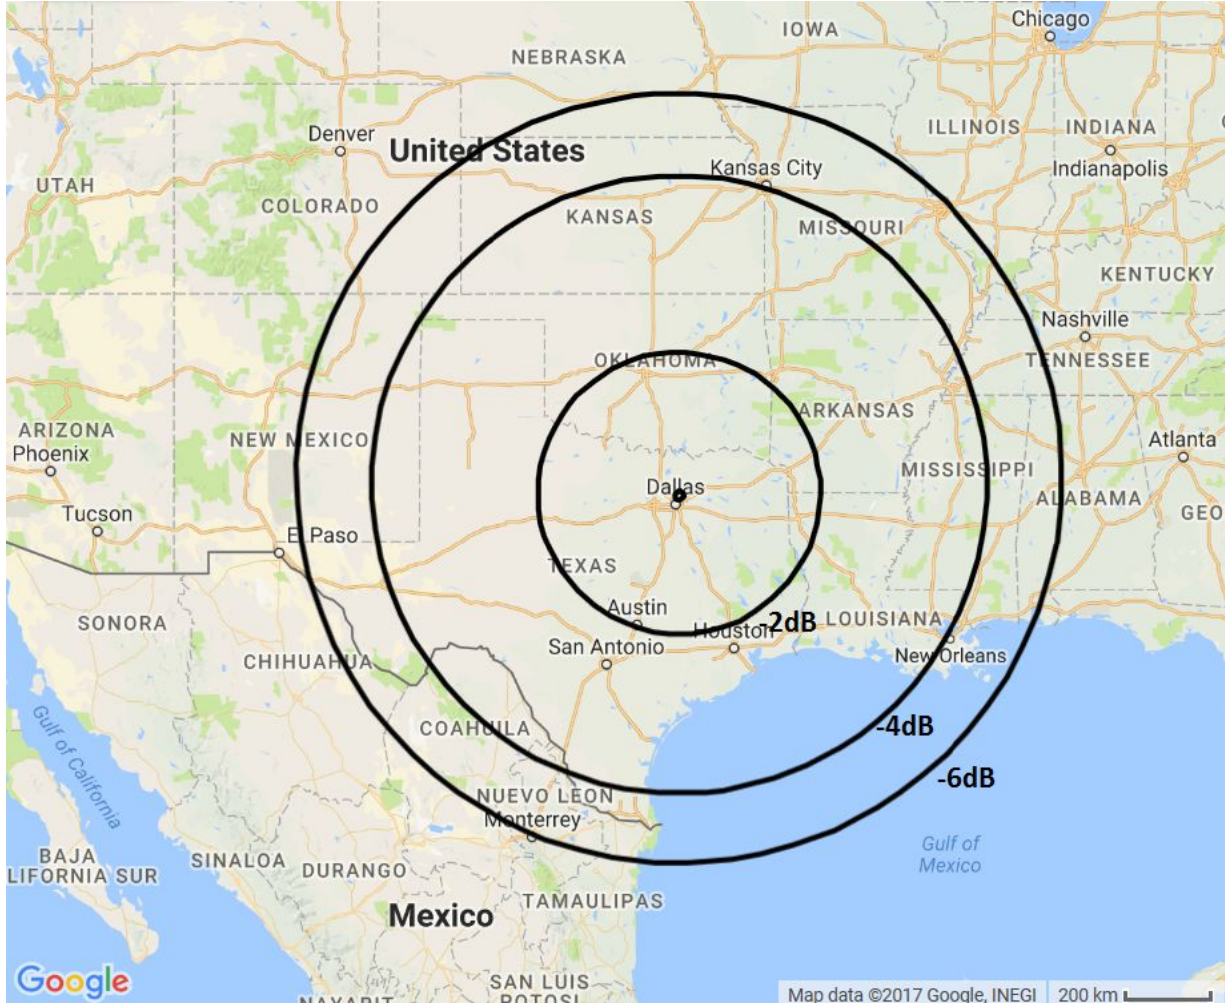 Chicago
IOWA
NEBRASKA
ILLINOIS
INDIANA
Denver
United States
Kansas City
Indianapolis
UTAH
COLORADO
KANSAS
MISSOURI
KENTUCKY
Nashville
TENNESSEE
OKLAHOMA
ARKANSAS
ARIZONA
NEW MEXICO
Phoenix
Atlanta
MISSISSIPPI
Dallas
ALABAMA
Tucson
GEO
El Paso
TEXAS
Austin
SONORA
-2dB
LOUISIANA
Houston
San Antonio
New Orleans
CHIHUAHUA
Gulf of California
COAHUILA
-4dB
-6dB
NUEVO LEON
Monterrey
Gulf of
Mexico
BAJA
LIFORNIA SUR
SINALOA
DURANGO
TAMAULIPAS
Mexico
Google
SAN LUIS
POTOSI
NAYARIT
Map data ©2017 Google, INEGI
200 km